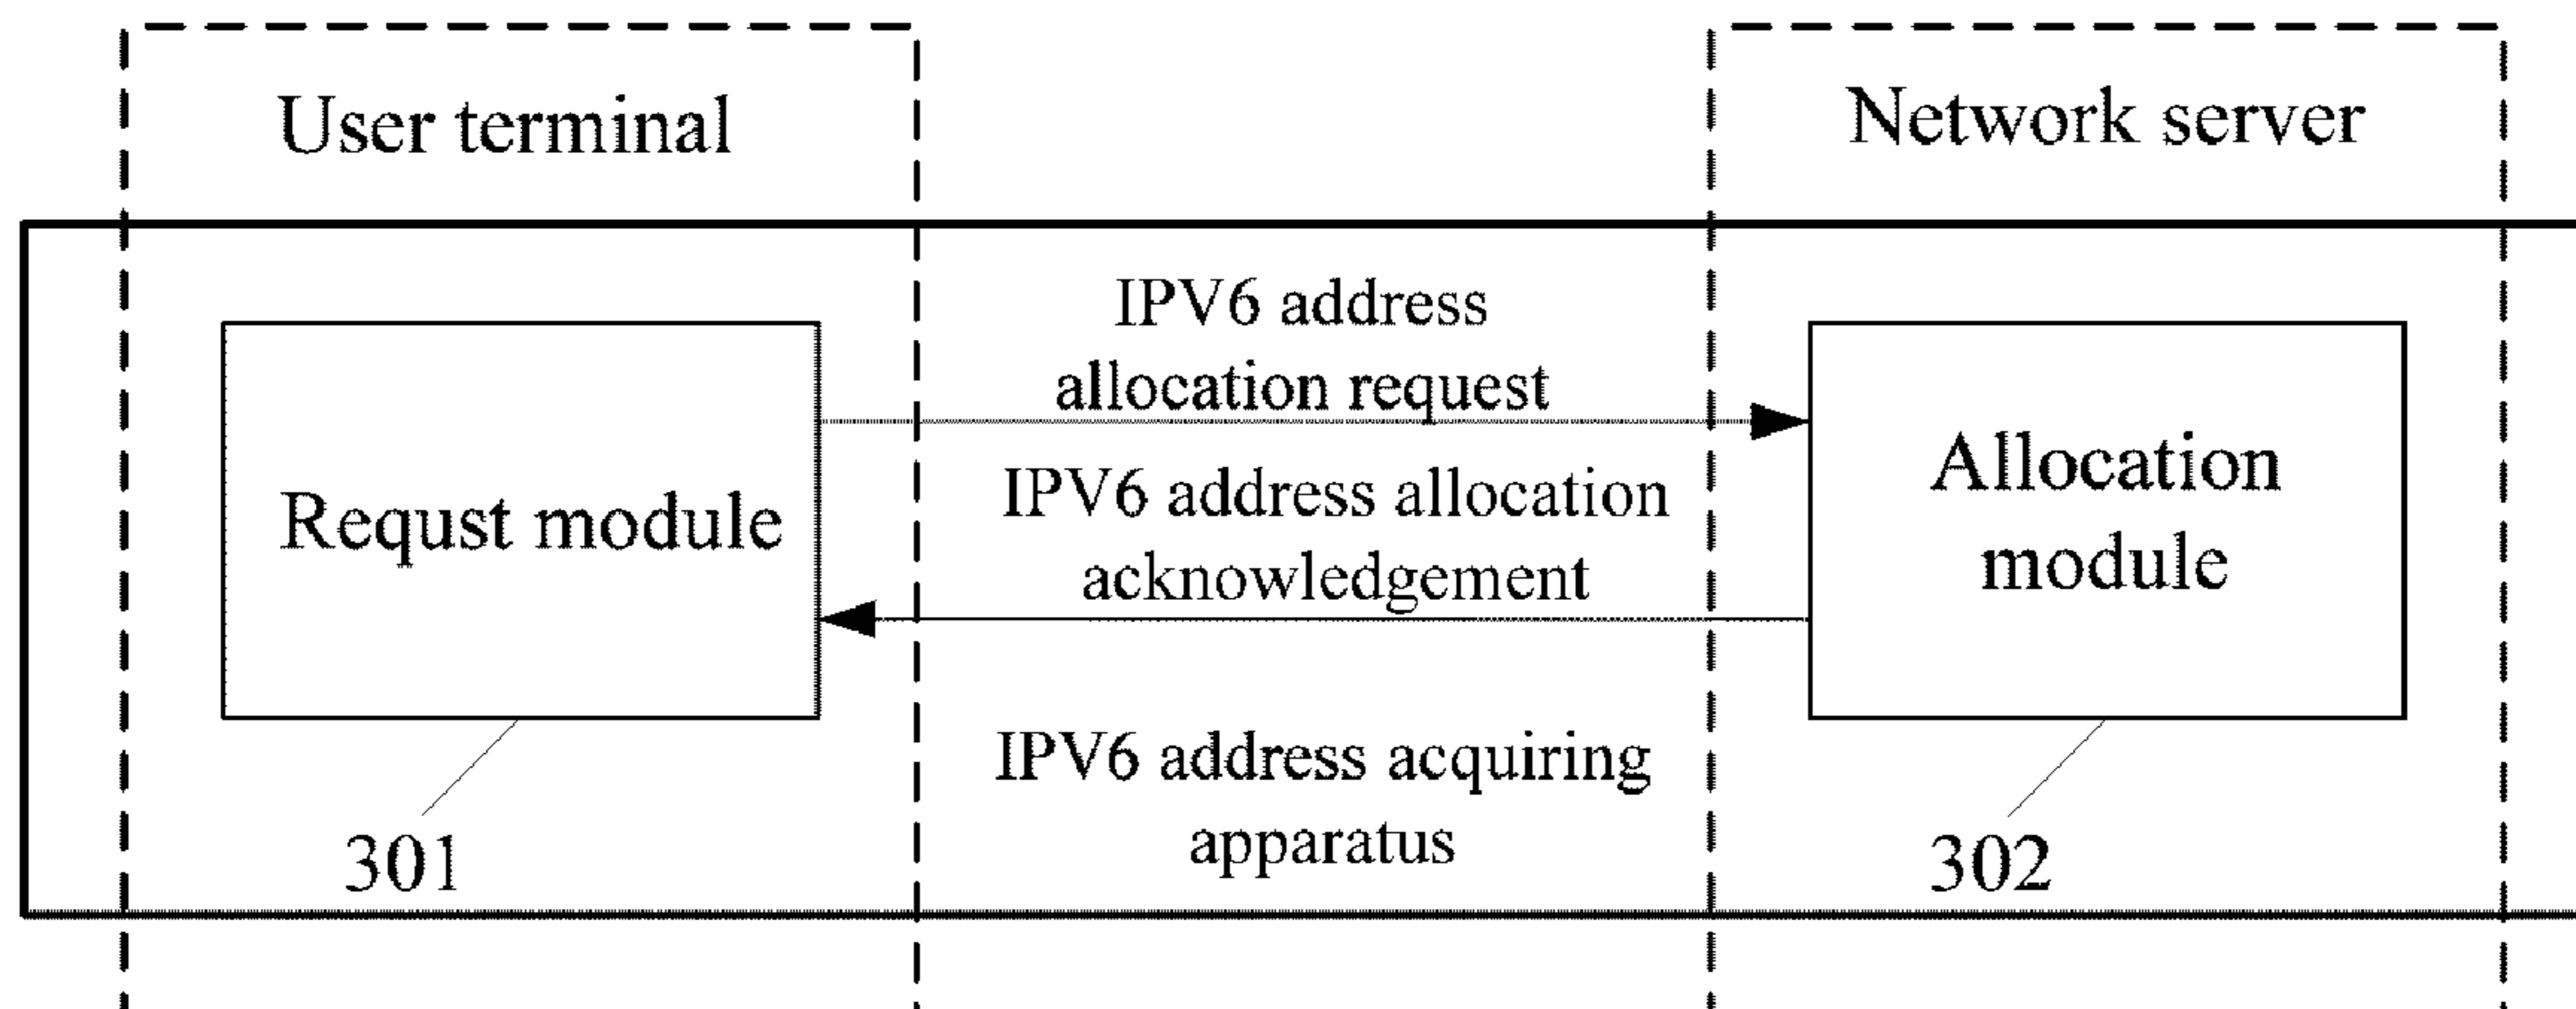 User terminal
Network server
IPV6 address
allocation request
IPV6 address allocation
acknowledgement
Requst module
Allocation
module
IPV6 address acquiring
apparatus
301
302